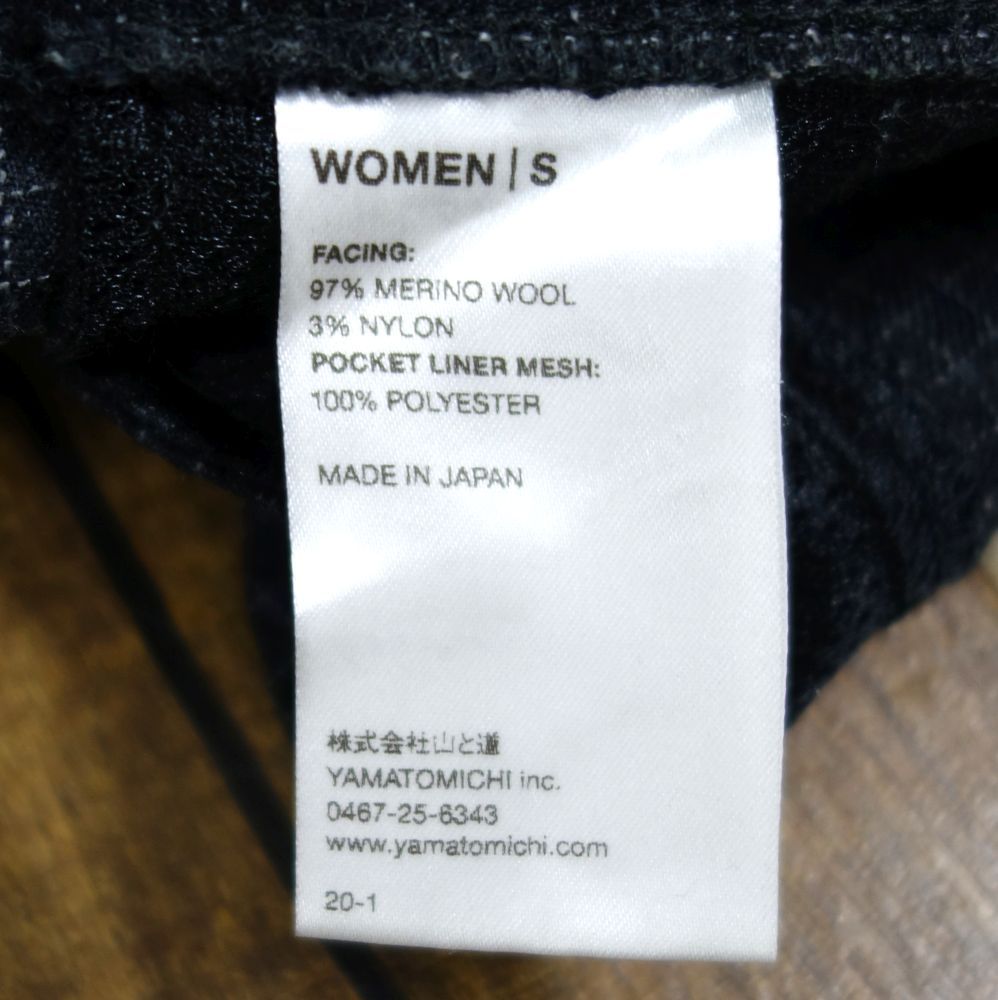 WOMEN | S
FACING:
97% MERINO WOOL
3% NYLON
POCKET LINER MESH:
100% POLYESTER
MADE IN JAPAN
株式会社山と道
YAMATOMICHI inc.
0467-25-6343
www.yamatomichi.com
20-1